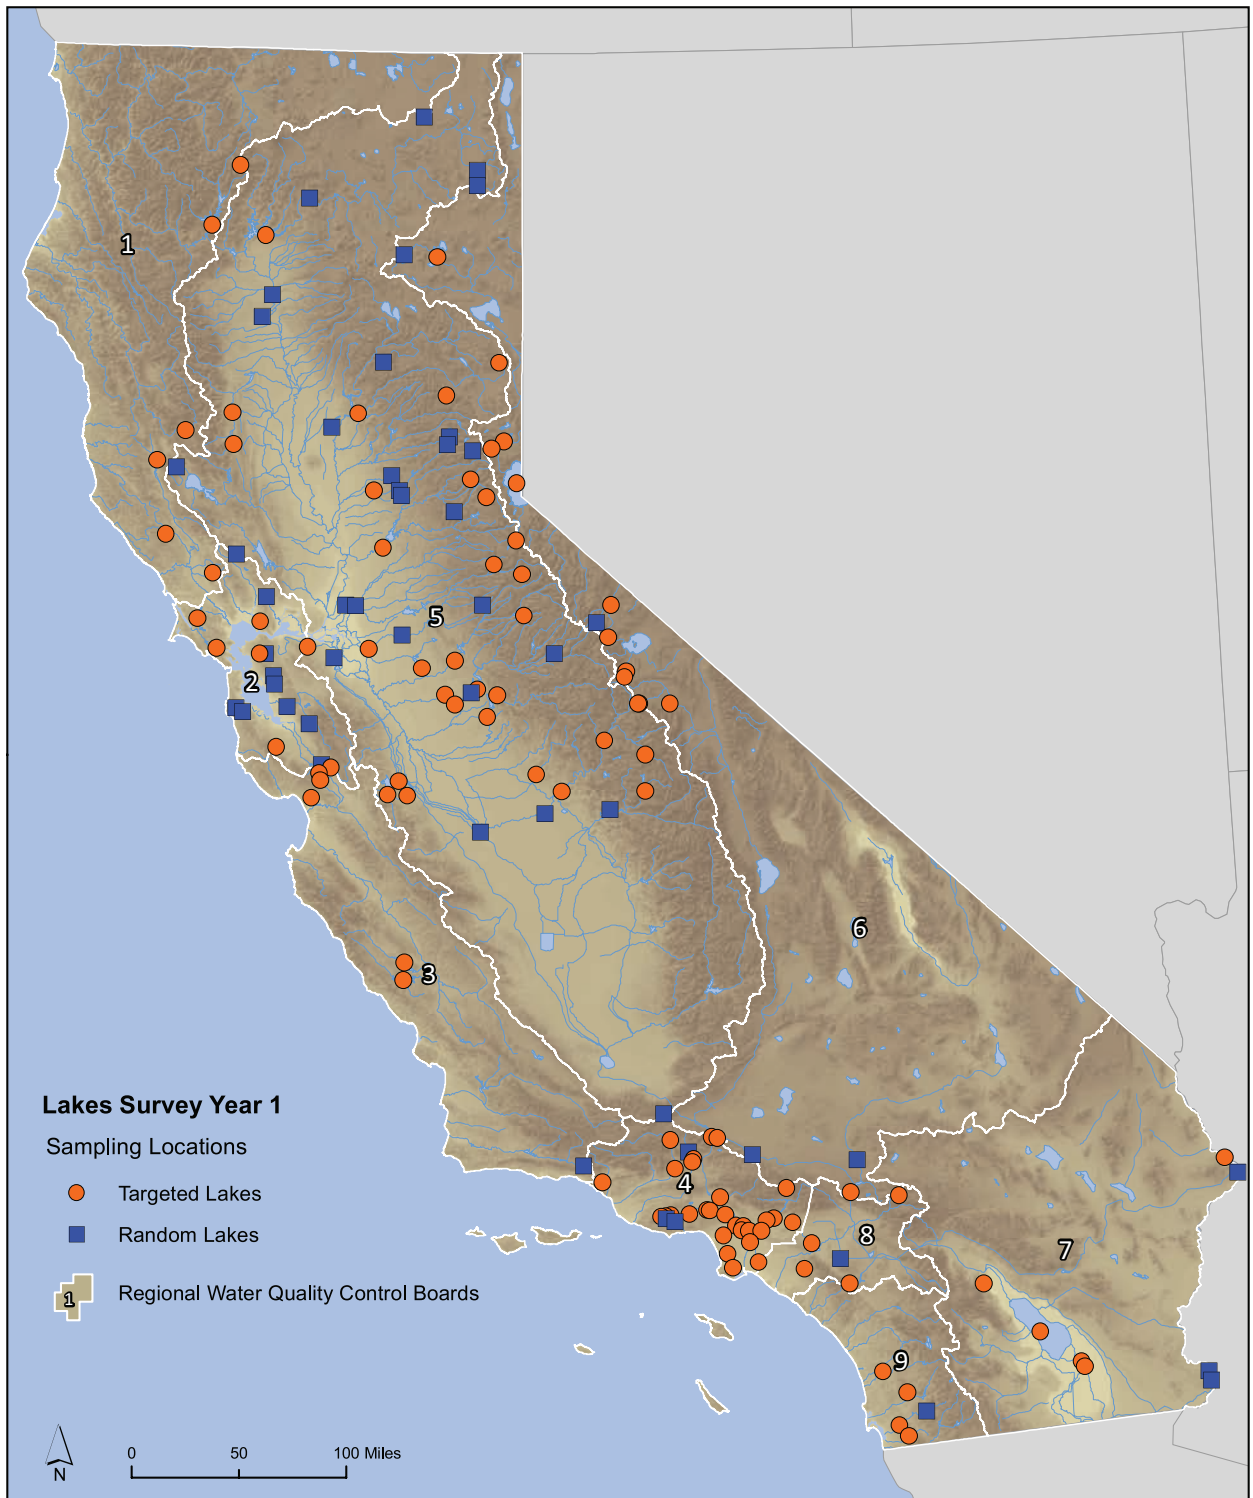 1
5
2
6
3
Lakes Survey Year 1
Sampling Locations
Targeted Lakes
Random Lakes
1
Regional Water Quality Control Boards
4
8
7
9
N
0 50 100 Miles